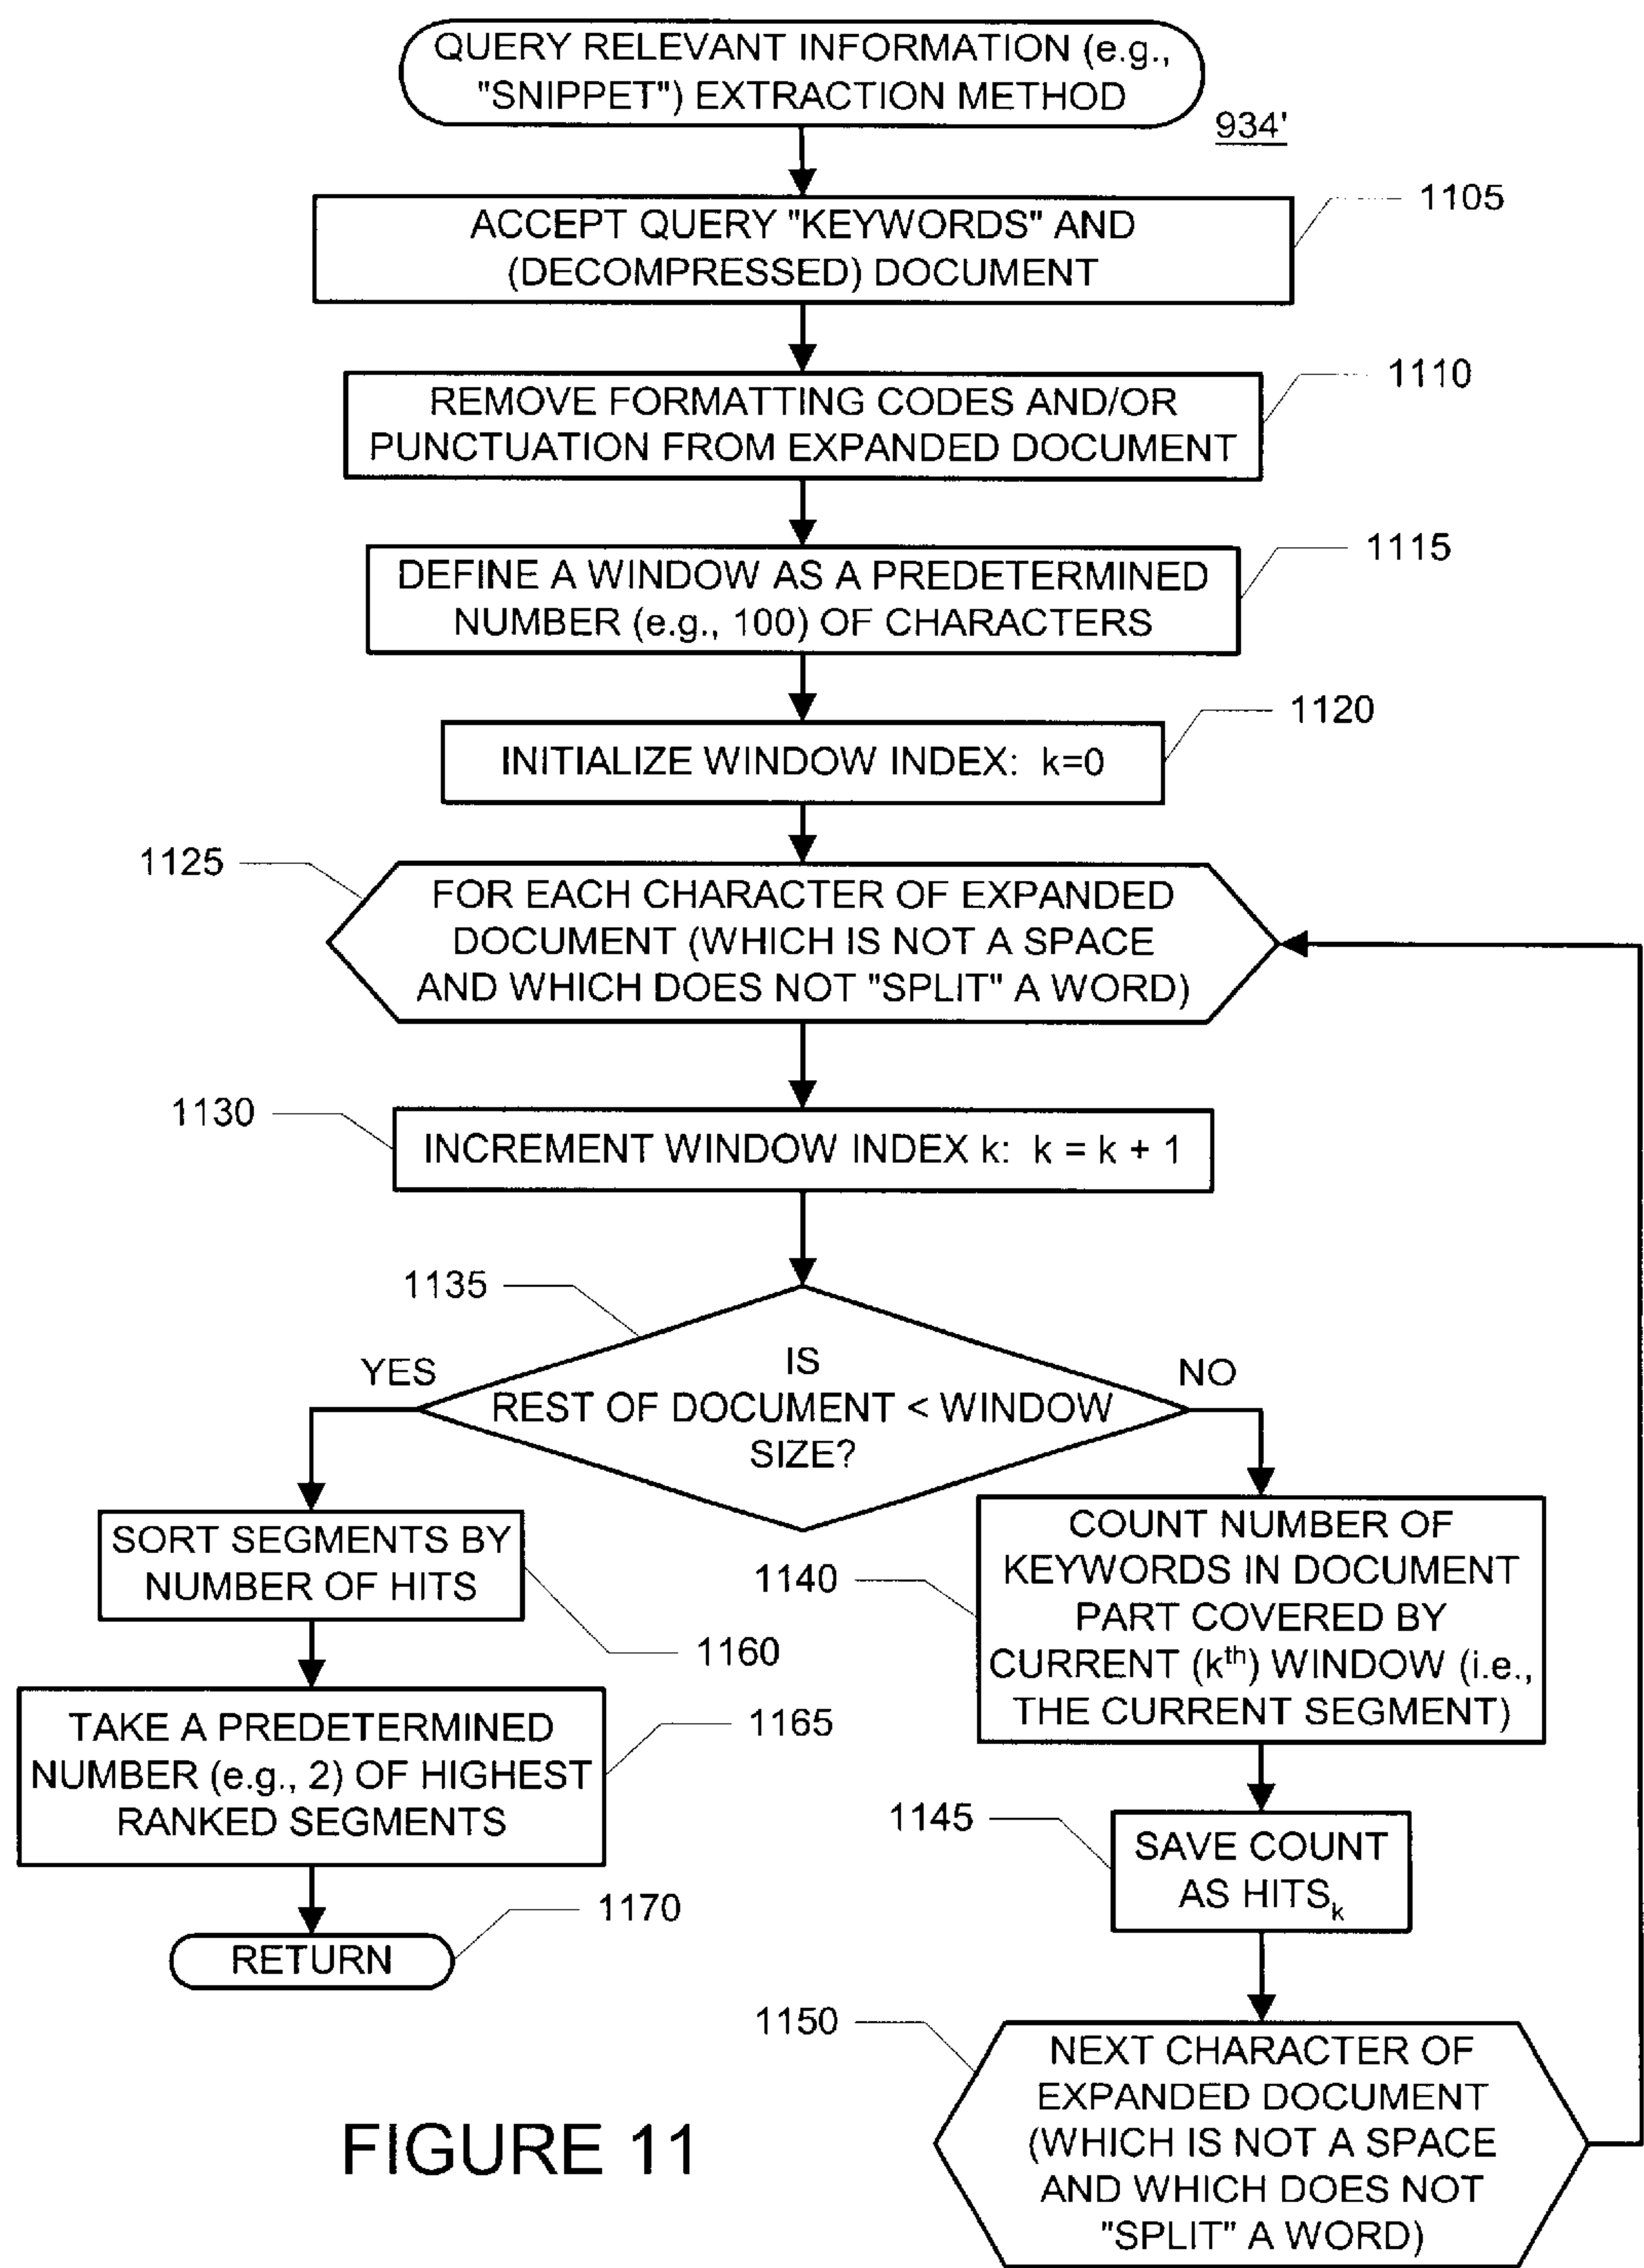 QUERY RELEVANT INFORMATION (e.g.,
"SNIPPET") EXTRACTION METHOD
934'
1105
ACCEPT QUERY "KEYWORDS" AND
(DECOMPRESSED) DOCUMENT
1110
REMOVE FORMATTING CODES AND/OR
PUNCTUATION FROM EXPANDED DOCUMENT
1115
DEFINE A WINDOW AS A PREDETERMINED
NUMBER (e.g., 100) OF CHARACTERS
1120
INITIALIZE WINDOW INDEX: k=0
1125
FOR EACH CHARACTER OF EXPANDED
DOCUMENT (WHICH IS NOT A SPACE
AND WHICH DOES NOT "SPLIT" A WORD)
1130
INCREMENT WINDOW INDEX k: k = k + 1
1135
IS
REST OF DOCUMENT < WINDOW
SIZE?
YES
NO
SORT SEGMENTS BY
NUMBER OF HITS
1160
TAKE A PREDETERMINED
NUMBER (e.g., 2) OF HIGHEST
RANKED SEGMENTS
1165
RETURN
1170
COUNT NUMBER OF
KEYWORDS IN DOCUMENT
PART COVERED BY
CURRENT (kth) WINDOW (i.e.,
THE CURRENT SEGMENT)
1140
1145
SAVE COUNT
AS HITSk
1150
NEXT CHARACTER OF
EXPANDED DOCUMENT
(WHICH IS NOT A SPACE
AND WHICH DOES NOT
"SPLIT" A WORD)
FIGURE 11